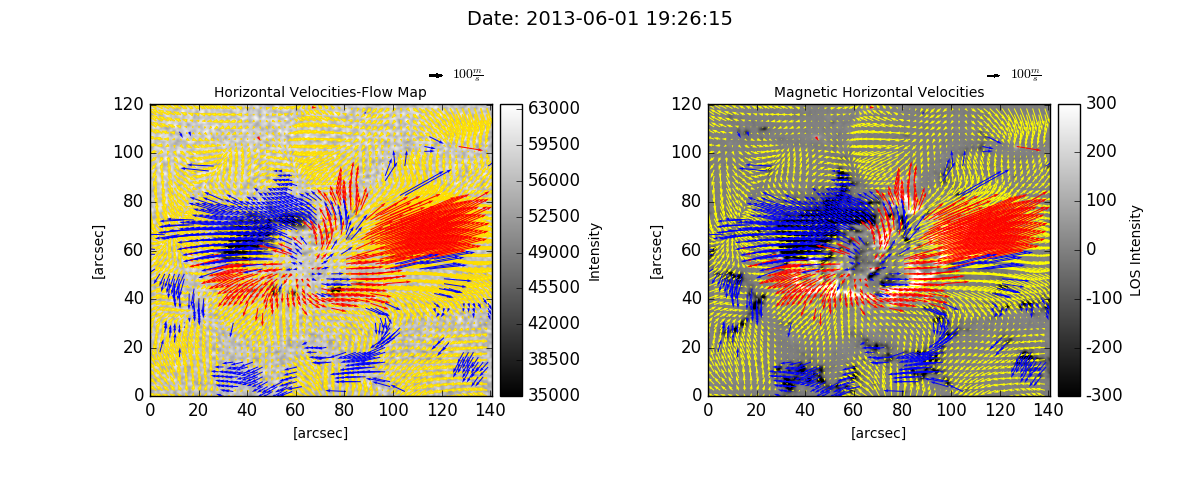 Date: 2013-06-01 19:26:15
100 m/s
Horizontal Velocities-Flow Map
120
100
80
60
40
20
0
[arcsec]
0 20 40 60 80 100 120 140
[arcsec]
63000
59500
56000
52500
49000
45500
42000
38500
35000
Intensity
100 m/s
Magnetic Horizontal Velocities
120
100
80
60
40
20
0
[arcsec]
0 20 40 60 80 100 120 140
[arcsec]
300
200
100
0
-100
-200
-300
LOS Intensity